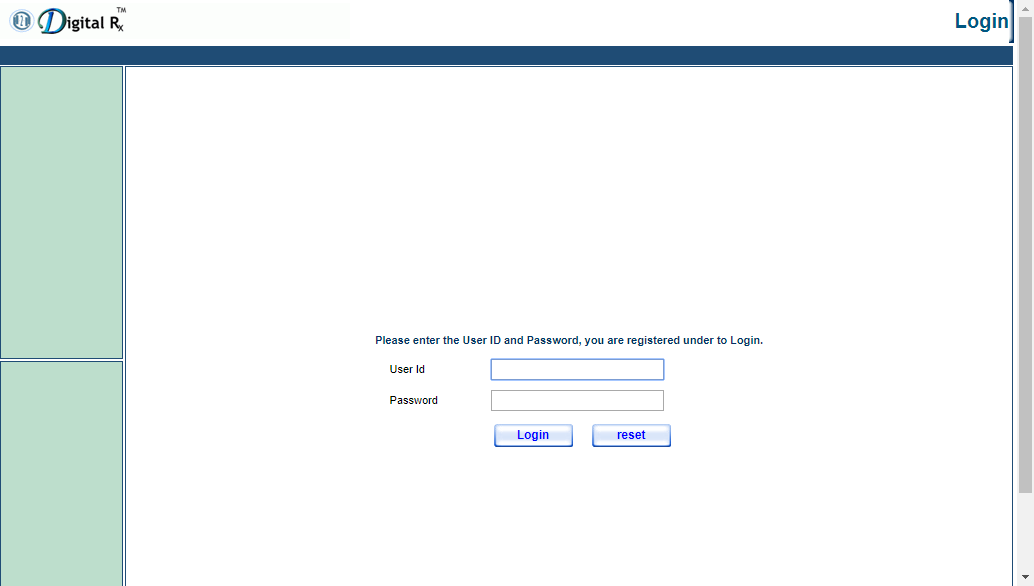 Digital Rx™
Login
Please enter the User ID and Password, you are registered under to Login.
User Id
Password
Login
reset